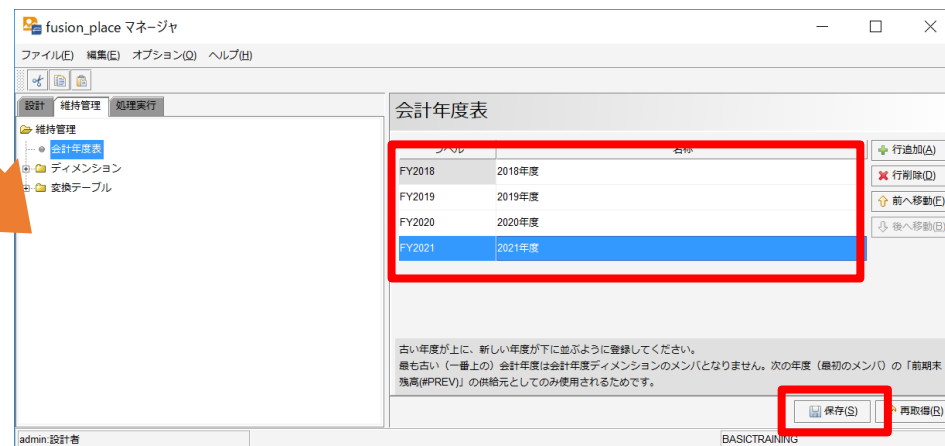 fusion_place マネージャ
ファイル(F) 編集(E) オプション(O) ヘルプ(H)
設計 維持管理 処理実行
維持管理
会計年度表
ディメンション
変換テーブル
会計年度表
ラベル 名称
FY2018 2018年度
FY2019 2019年度
FY2020 2020年度
FY2021 2021年度
行追加(A)
行削除(D)
前へ移動(F)
後へ移動(B)
古い年度が上に、新しい年度が下に並ぶように登録してください。
最も古い（一番上の）会計年度は会計年度ディメンションのメンバとなりません。次の年度（最初のメンバ）の「前期末
残高(#PREV)」の供給元としてのみ使用されるためです。
保存(S) 再取得(R)
admin:設計者 BASICTRAINING